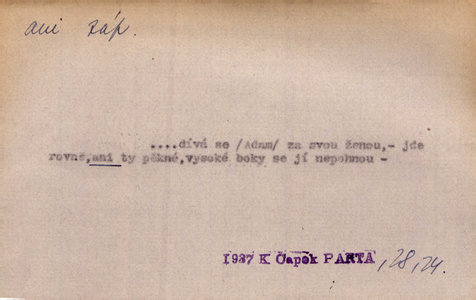 ani záp.
....dívá se /Adam/ za svou ženou,- jde
rovně,ani ty pěkné,vysoké boky se jí nepohnou -
1937 K Čapek PARTA ,28,24.